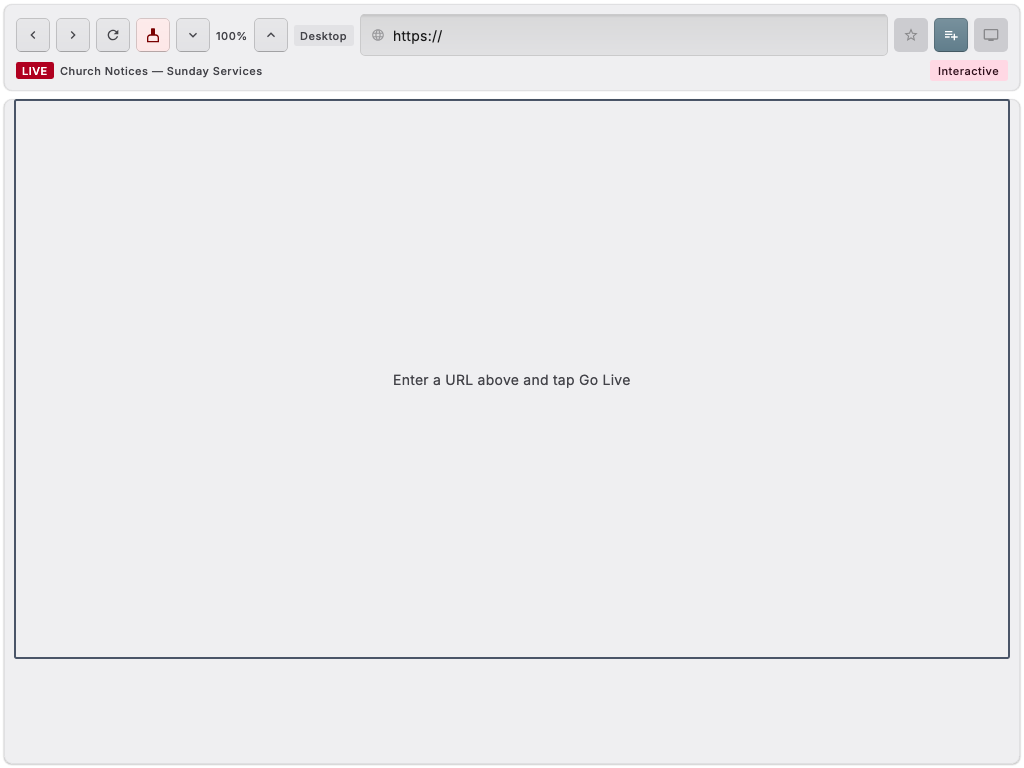 100%
Desktop
https://
LIVE Church Notices — Sunday Services
Interactive
Enter a URL above and tap Go Live